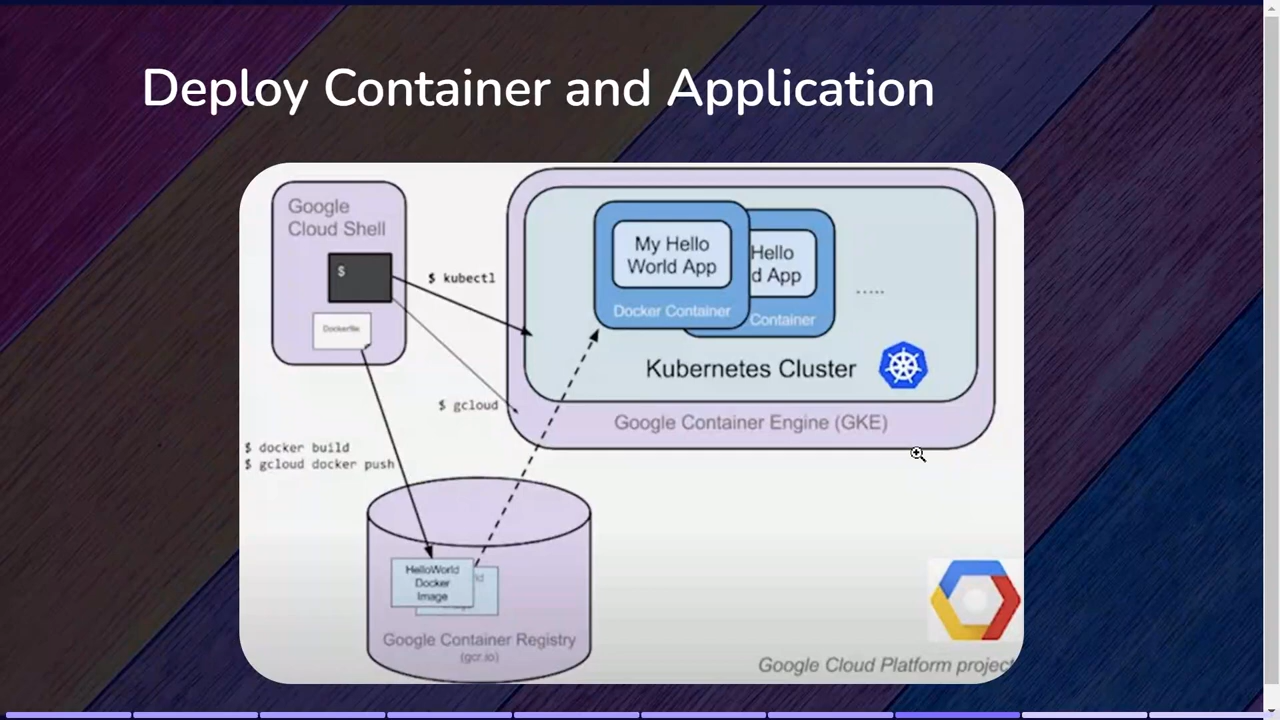 Deploy Container and Application
Google
Cloud Shell
$
Dockerfile
$ kubectl
$ gcloud
$ docker build
$ gcloud docker push
My Hello
World App
Docker Container
Hello
d App
Container
.....
Kubernetes Cluster
Google Container Engine (GKE)
HelloWorld
Docker
Image
ld
Google Container Registry
(gcr.io)
Google Cloud Platform project